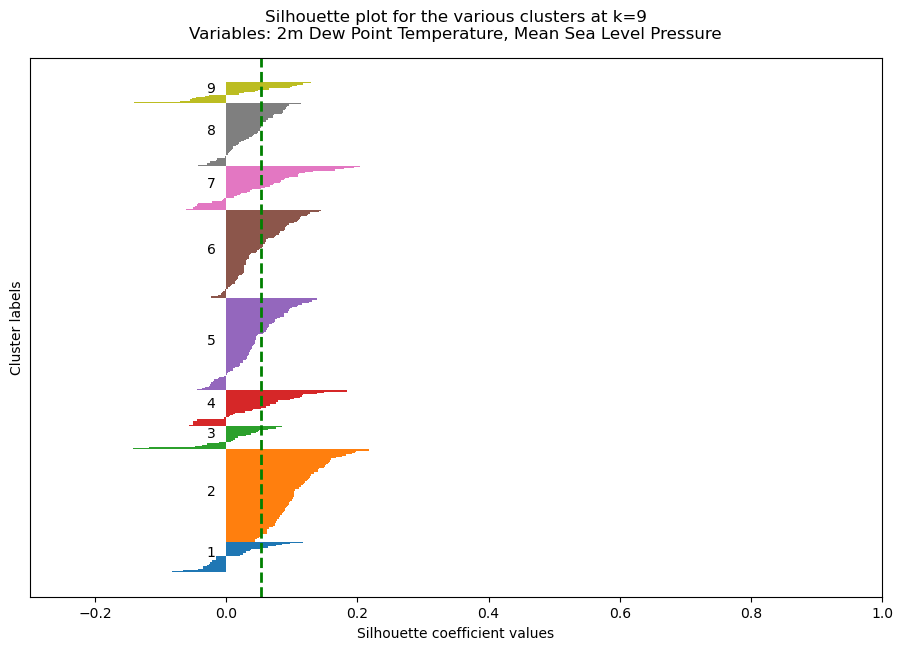 Silhouette plot for the various clusters at k=9
Variables: 2m Dew Point Temperature, Mean Sea Level Pressure
Cluster labels
9
8
7
6
5
4
3
2
1
−0.2 0.0 0.2 0.4 0.6 0.8 1.0
Silhouette coefficient values